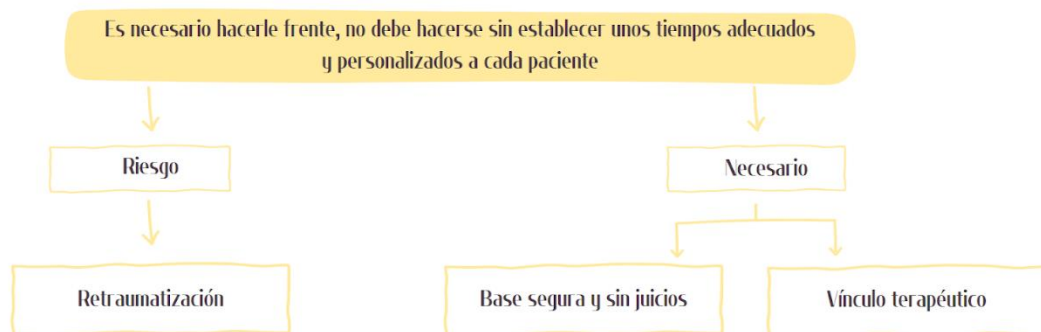 Es necesario hacerle frente, no debe hacerse sin establecer unos tiempos adecuados
y personalizados a cada paciente
Riesgo
Necesario
Retraumatización
Base segura y sin juicios
Vínculo terapéutico